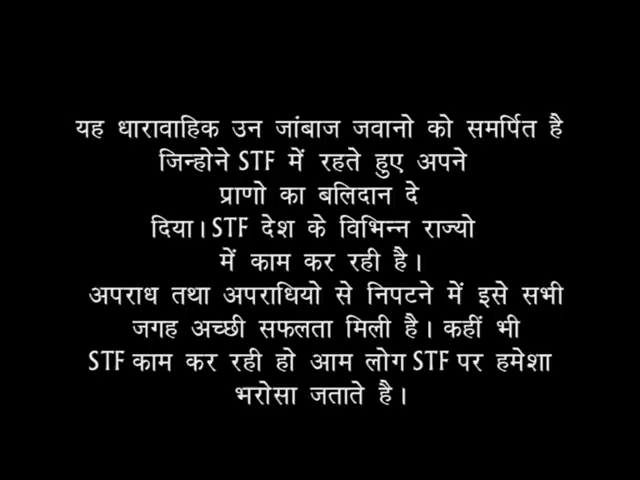 यह धारावाहिक उन जांबाज जवानो को समर्पित है
जिन्होने STF में रहते हुए अपने
प्राणो का बलिदान दे
दिया। STF देश के विभिन्न राज्यो
में काम कर रही है।
अपराध तथा अपराधियो से निपटने में इसे सभी
जगह अच्छी सफलता मिली है। कहीं भी
STF काम कर रही हो आम लोग STF पर हमेशा
भरोसा जताते है।